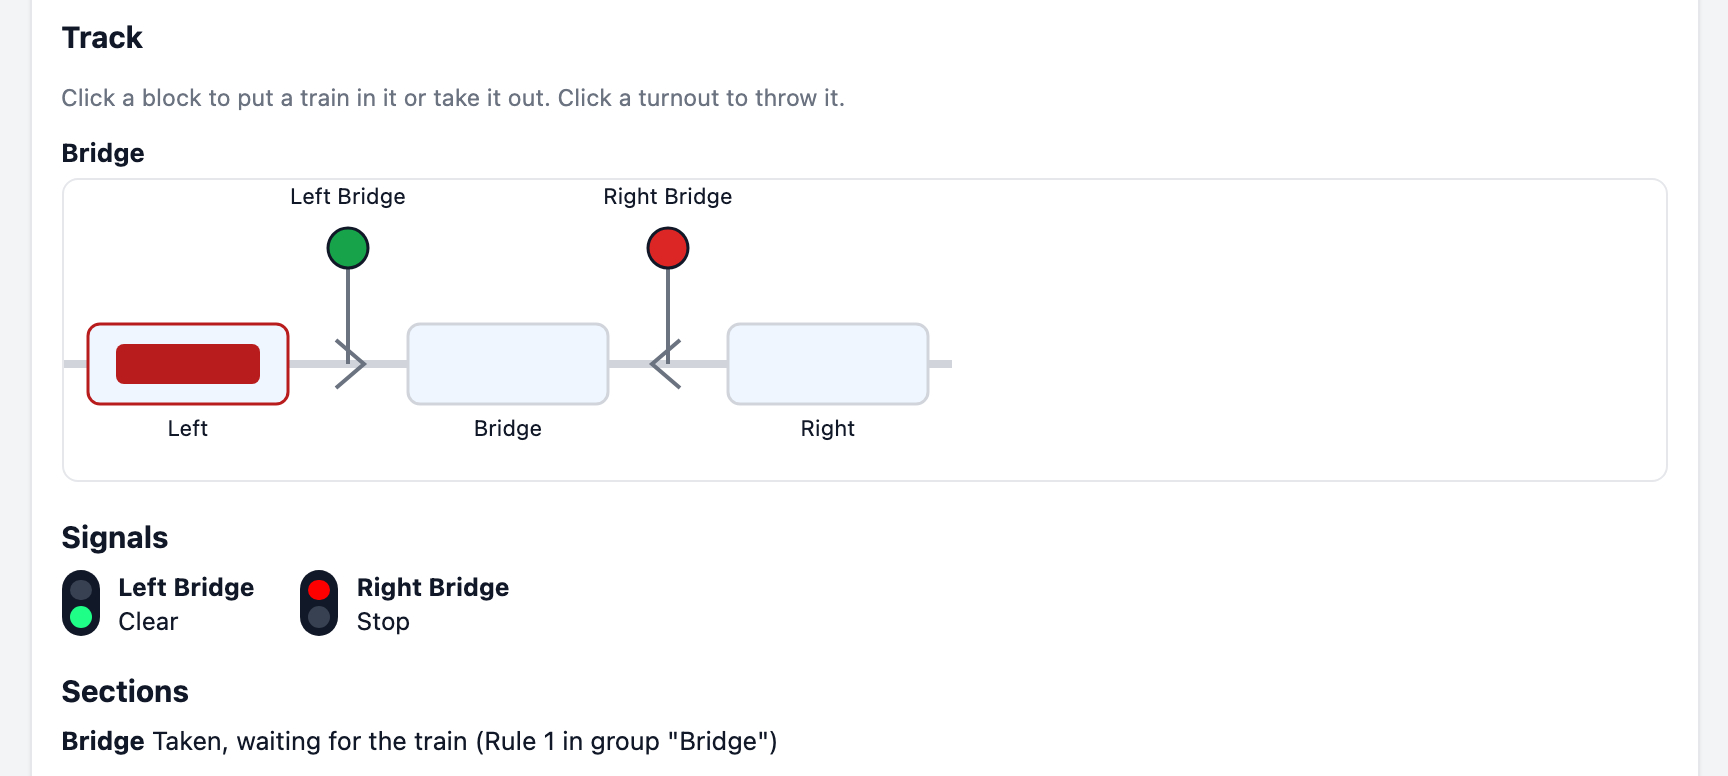 Track
Click a block to put a train in it or take it out. Click a turnout to throw it.
Bridge
Left Bridge
Right Bridge
Left
Bridge
Right
Signals
Left Bridge
Clear
Right Bridge
Stop
Sections
Bridge Taken, waiting for the train (Rule 1 in group "Bridge")